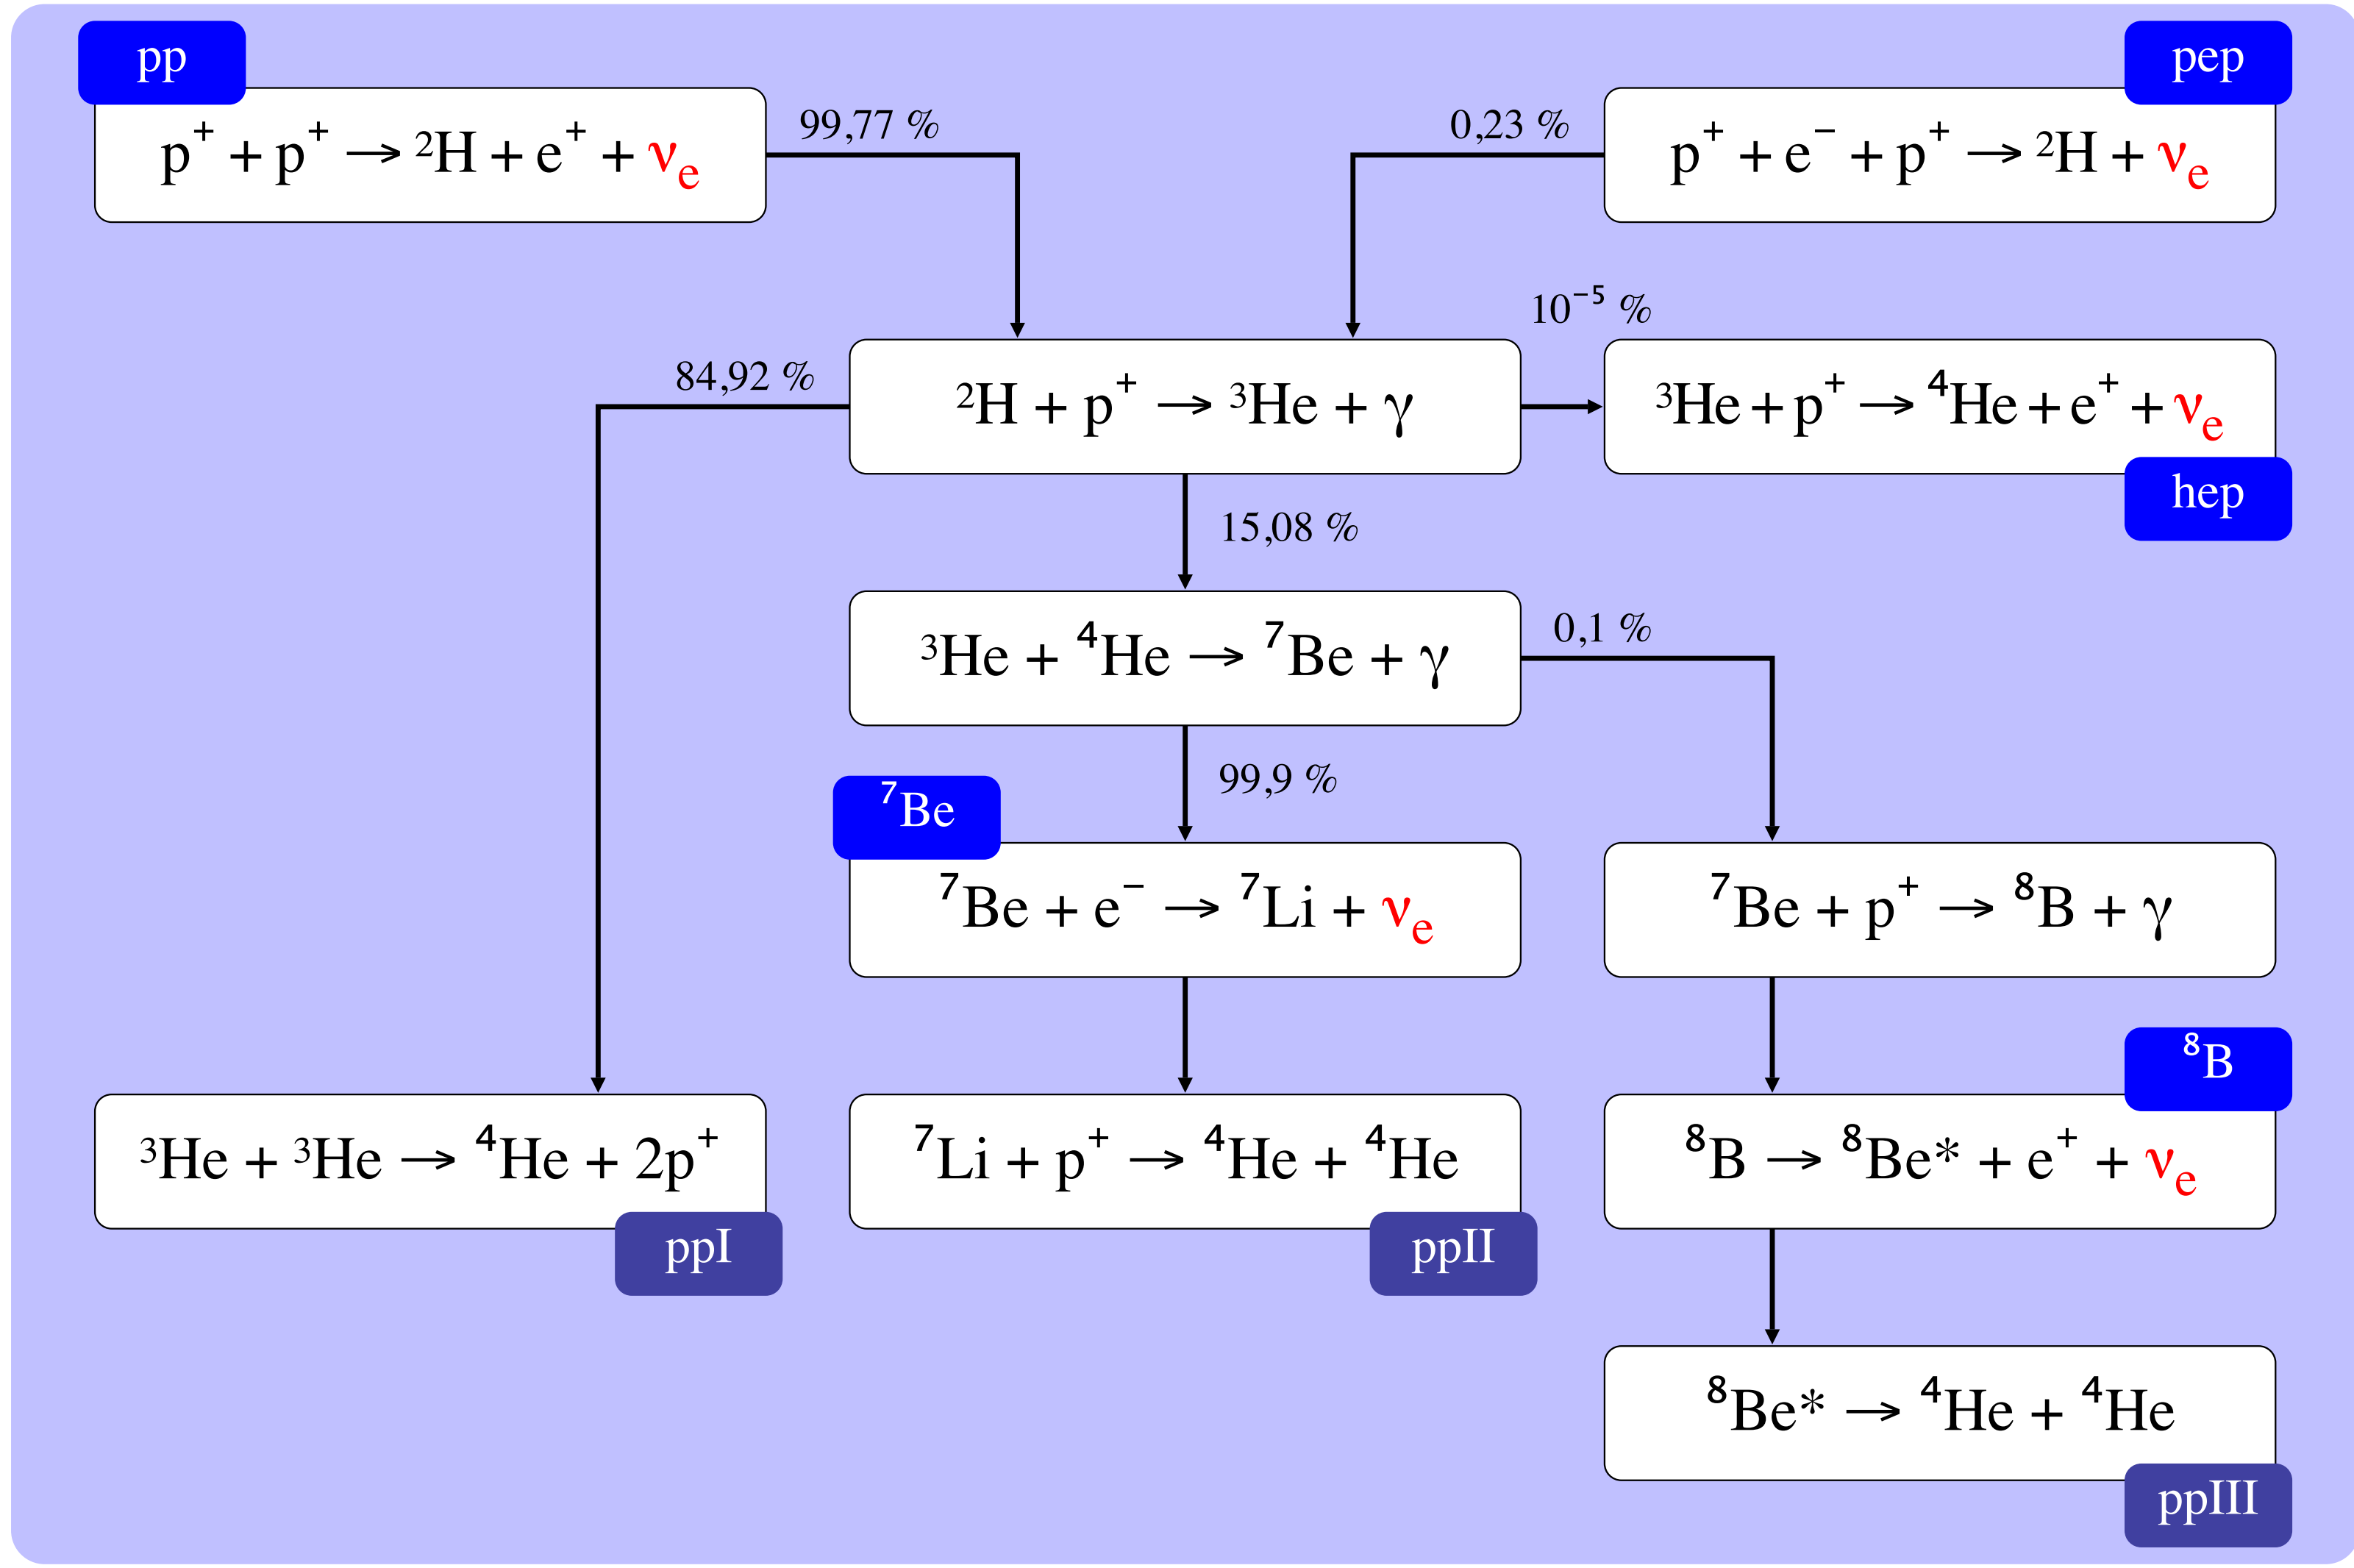 pp
p⁺ + p⁺ → ²H + e⁺ + νₑ
99,77 %
pep
0,23 %
p⁺ + e⁻ + p⁺ → ²H + νₑ
84,92 %
²H + p⁺ → ³He + γ
10⁻⁵ %
³He + p⁺ → ⁴He + e⁺ + νₑ
hep
15,08 %
³He + ⁴He → ⁷Be + γ
0,1 %
99,9 %
⁷Be
⁷Be + e⁻ → ⁷Li + νₑ
⁷Be + p⁺ → ⁸B + γ
³He + ³He → ⁴He + 2p⁺
ppI
⁷Li + p⁺ → ⁴He + ⁴He
ppII
⁸B
⁸B → ⁸Be* + e⁺ + νₑ
⁸Be* → ⁴He + ⁴He
ppIII